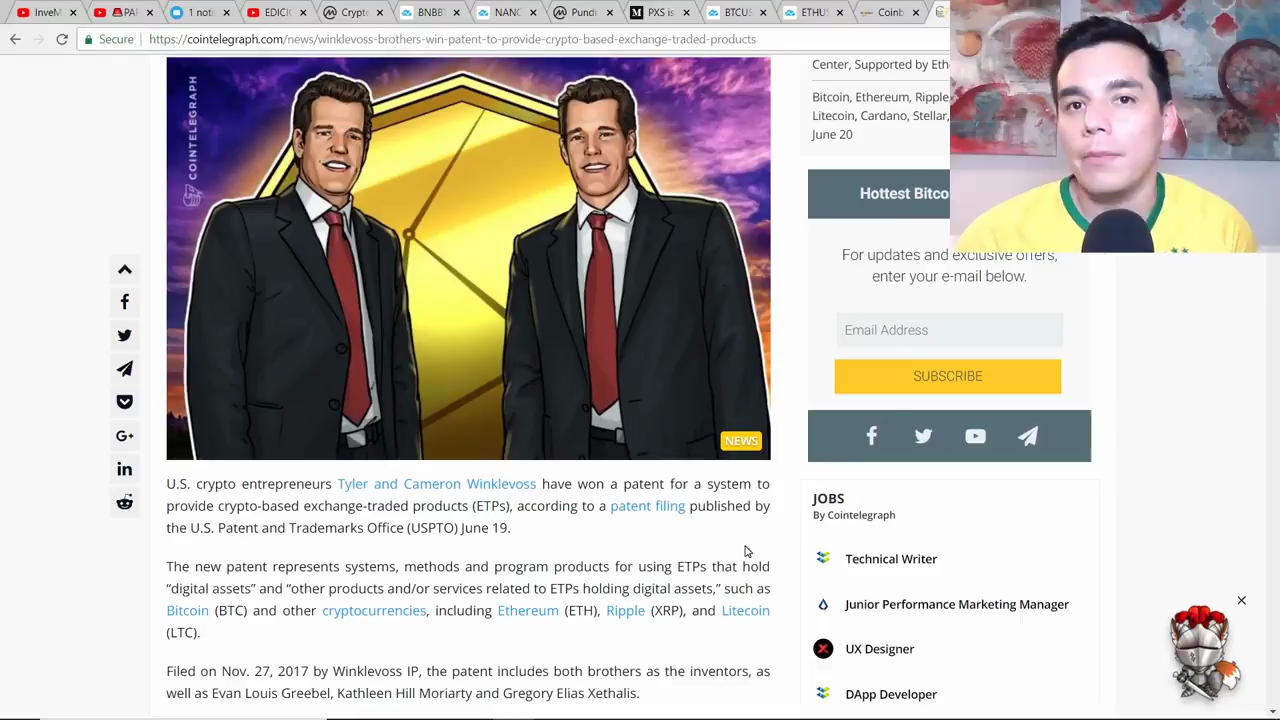 InveM
PAR
1 noti
EDICIO
Crypto
BNBB
NANO
Pundi
PXS is
BTCUS
ETHUS
Coinb
Secure
https://cointelegraph.com/news/winklevoss-brothers-win-patent-to-provide-crypto-based-exchange-traded-products
COINTELEGRAPH
NEWS
U.S. crypto entrepreneurs Tyler and Cameron Winklevoss have won a patent for a system to
provide crypto-based exchange-traded products (ETPs), according to a patent filing published by
the U.S. Patent and Trademarks Office (USPTO) June 19.
The new patent represents systems, methods and program products for using ETPs that hold
“digital assets” and “other products and/or services related to ETPs holding digital assets,” such as
Bitcoin (BTC) and other cryptocurrencies, including Ethereum (ETH), Ripple (XRP), and Litecoin
(LTC).
Filed on Nov. 27, 2017 by Winklevoss IP, the patent includes both brothers as the inventors, as
well as Evan Louis Greebel, Kathleen Hill Moriarty and Gregory Elias Xethalis.
Center, Supported by Eth
Bitcoin, Ethereum, Ripple
Litecoin, Cardano, Stellar,
June 20
Hottest Bitco
For updates and exclusive offers,
enter your e-mail below.
Email Address
SUBSCRIBE
JOBS
By Cointelegraph
Technical Writer
Junior Performance Marketing Manager
UX Designer
DApp Developer